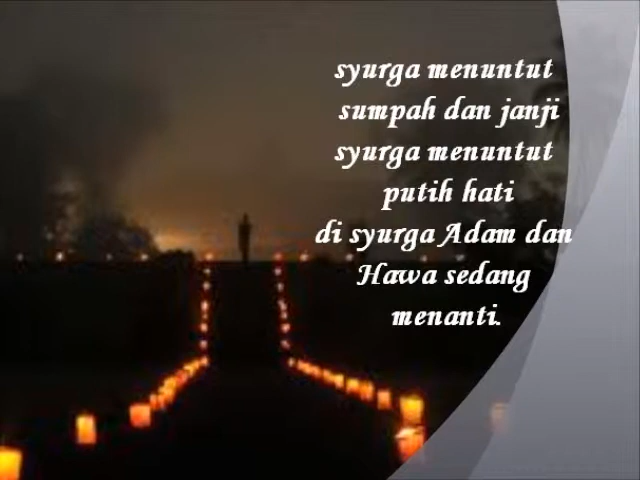 syurga menuntut
sumpah dan janji
syurga menuntut
putih hati
di syurga Adam dan
Hawa sedang
menanti.